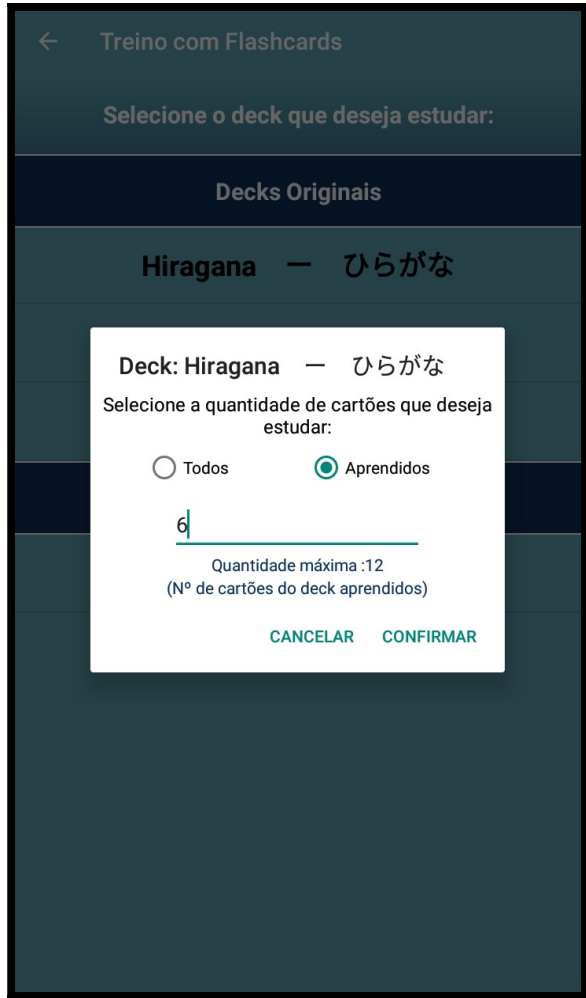 Treino com Flashcards
Selecione o deck que deseja estudar:
Decks Originais
Hiragana ー ひらがな
Deck: Hiragana ー ひらがな
Selecione a quantidade de cartões que deseja
estudar:
Todos Aprendidos
6
Quantidade máxima :12
(Nº de cartões do deck aprendidos)
CANCELAR CONFIRMAR